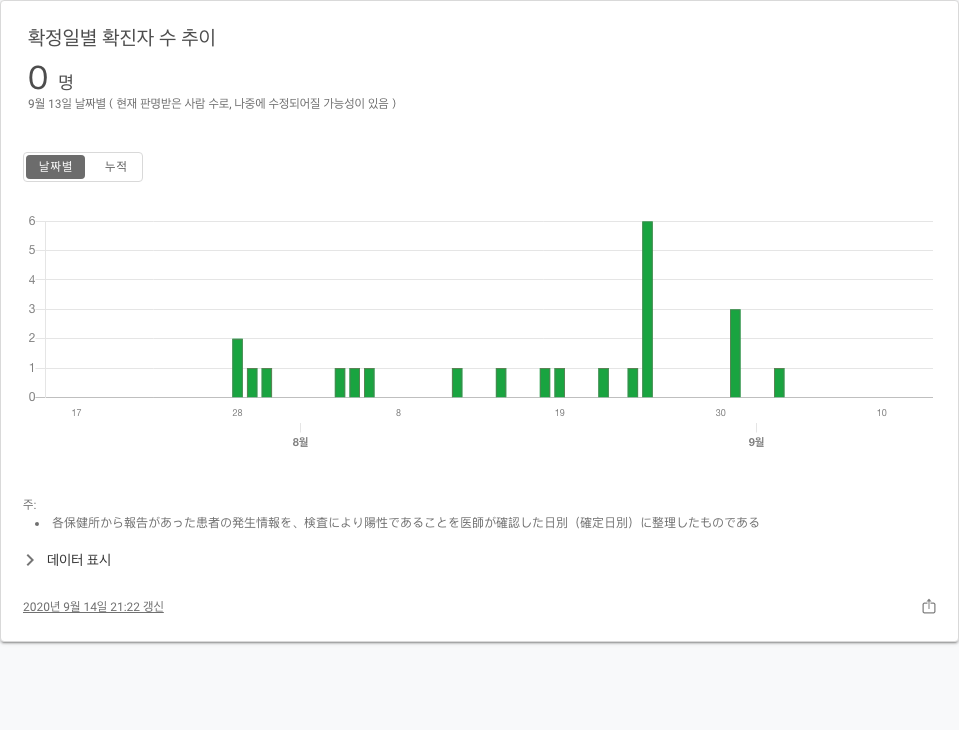 확정일별 확진자 수 추이
0 명
9월 13일 날짜별 ( 현재 판명받은 사람 수로, 나중에 수정되어질 가능성이 있음 )
날짜별 누적
6
5
4
3
2
1
0
17 28 8 19 30 10
8월 9월
주:
• 各保健所から報告があった患者の発生情報を、検査により陽性であることを医師が確認した日別（確定日別）に整理したものである
데이터 표시
2020년 9월 14일 21:22 갱신